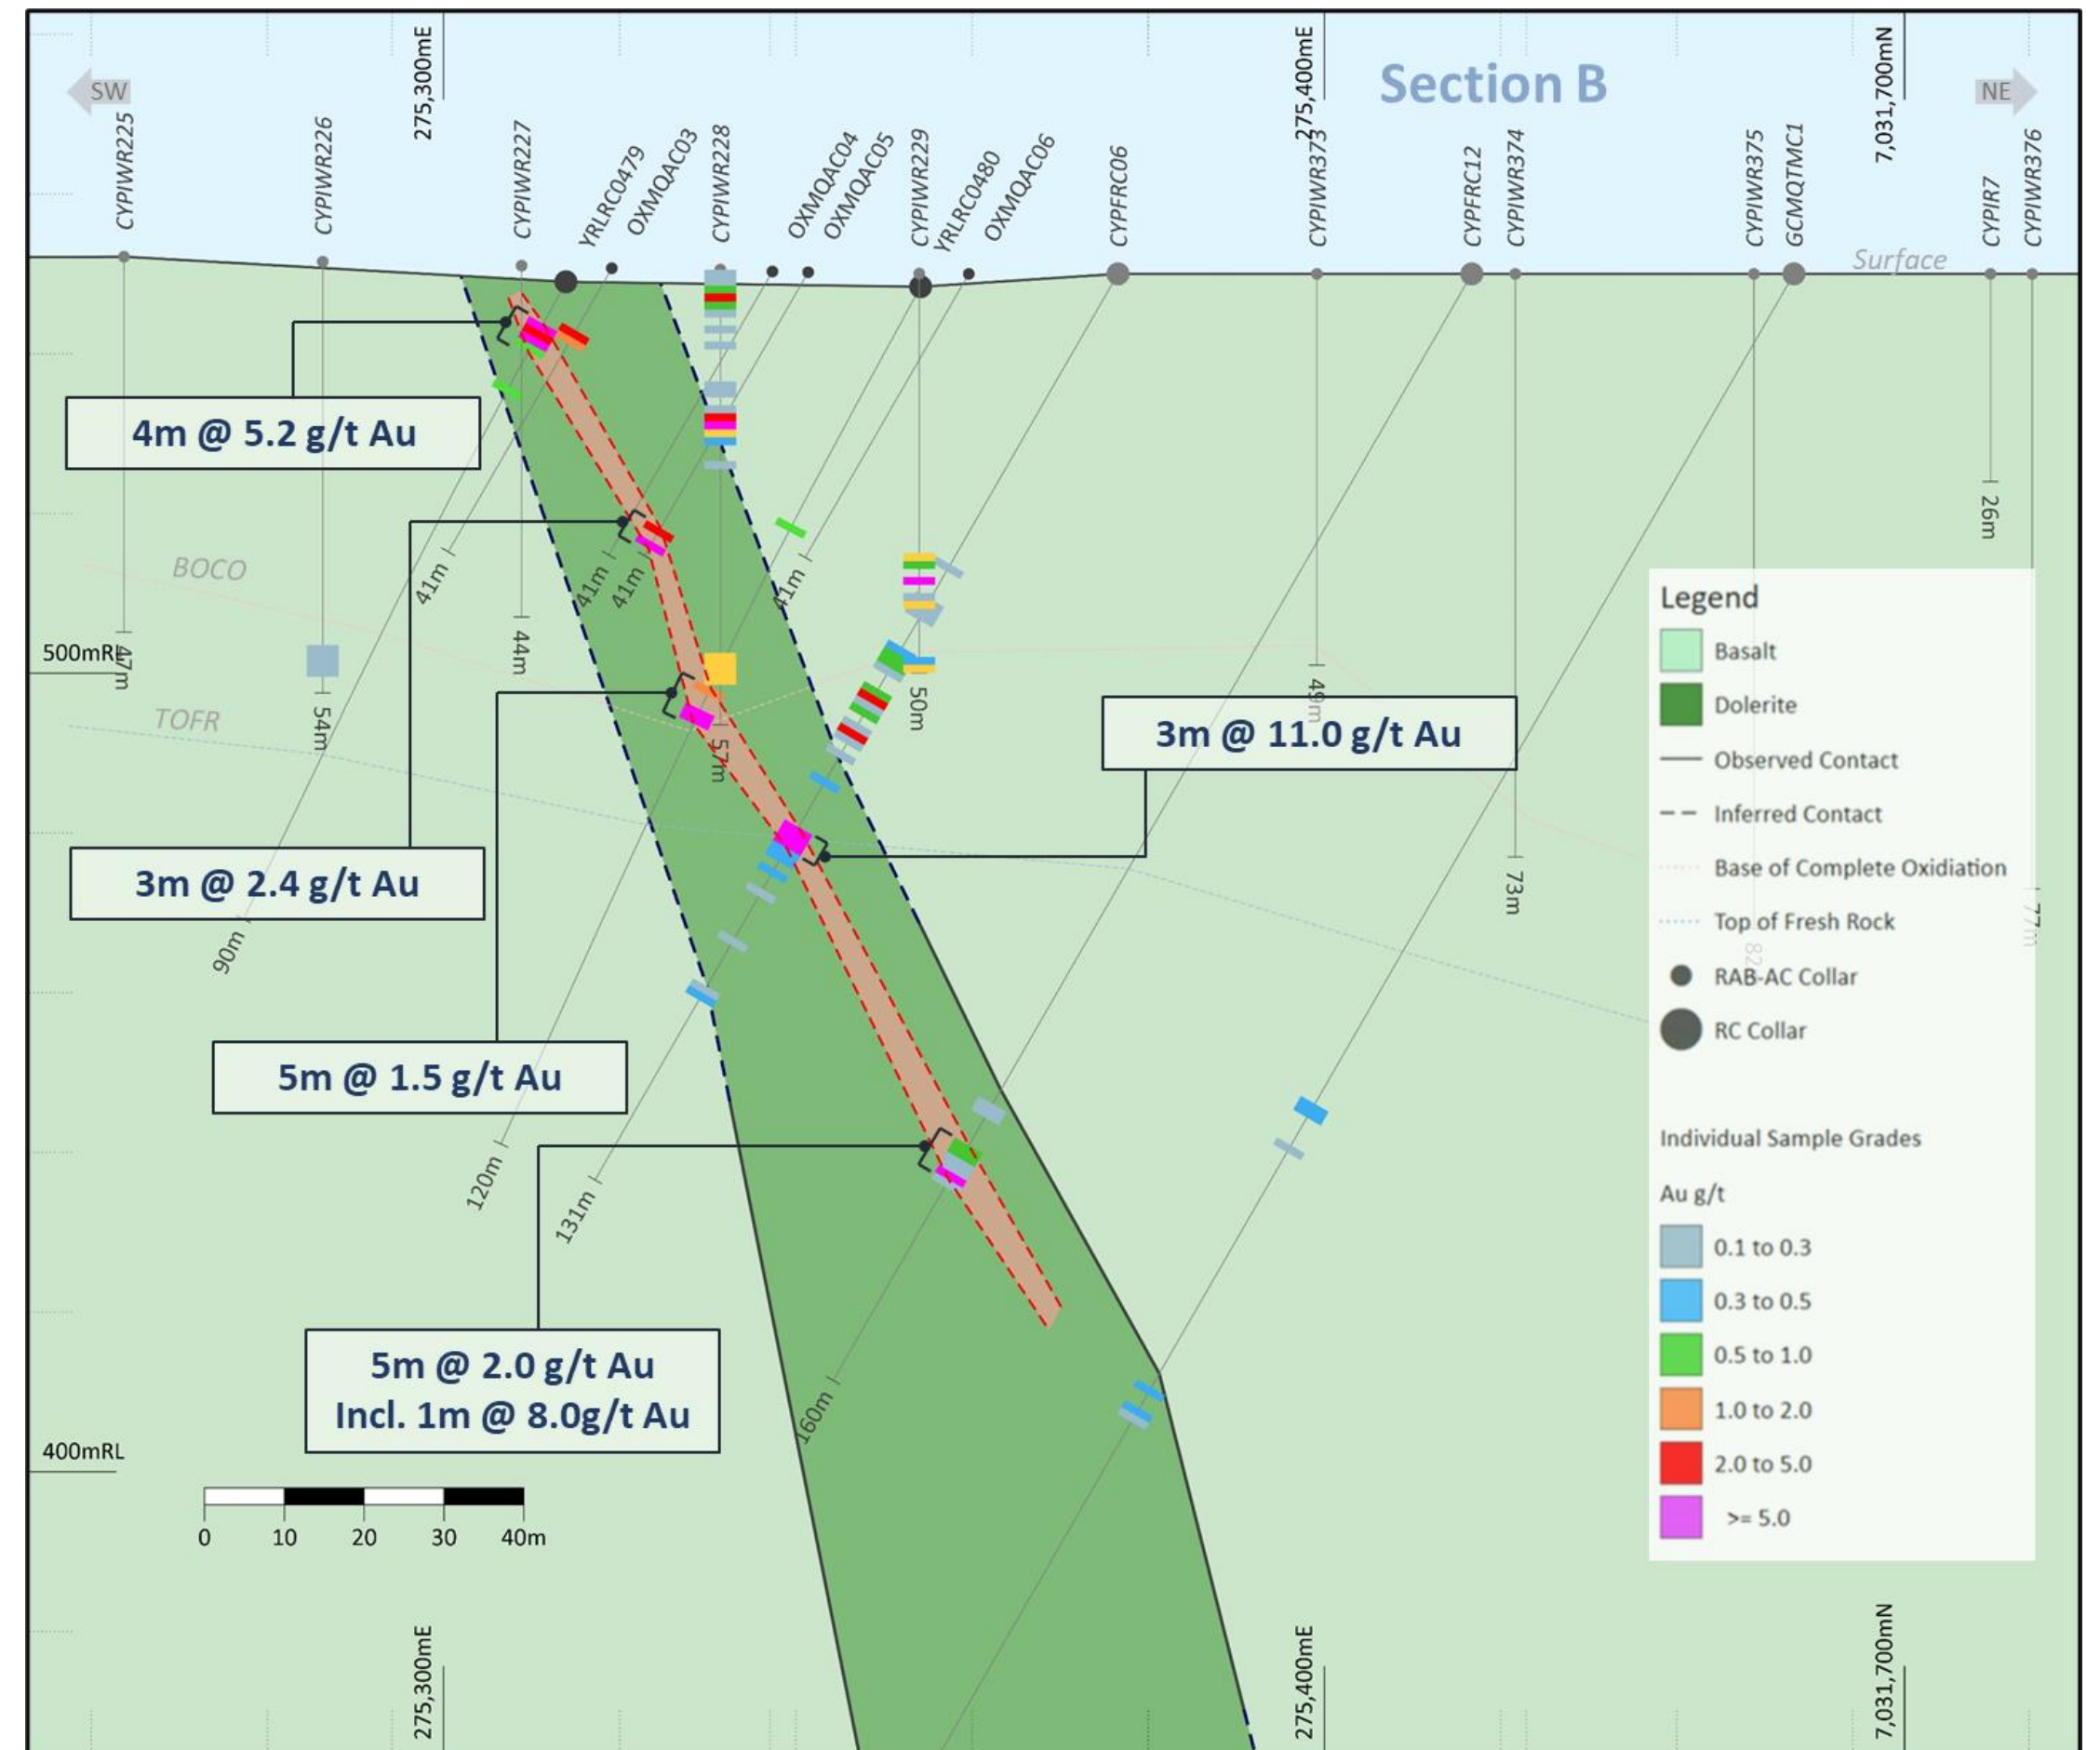 275,300mE
275,400mE
7,031,700mN
Section B
SW
NE
CYPIWR225
CYPIWR226
CYPIWR227
YRLRC0479
OXMQAC03
CYPIWR228
OXMQAC04
OXMQAC05
CYPIWR229
YRLRC0480
OXMQAC06
CYPFRC06
CYPIWR373
CYPFRC12
CYPIWR374
CYPIWR375
GCMQTMC1
CYPIR7
CYPIWR376
Surface
4m @ 5.2 g/t Au
26m
BOCO
41m
41m
41m
41m
44m
500mRL
47m
TOFR
54m
57m
50m
49m
3m @ 11.0 g/t Au
3m @ 2.4 g/t Au
73m
77m
82
90m
5m @ 1.5 g/t Au
120m
131m
5m @ 2.0 g/t Au
Incl. 1m @ 8.0g/t Au
160m
400mRL
0 10 20 30 40m
275,300mE
275,400mE
7,031,700mN
Legend
Basalt
Dolerite
Observed Contact
Inferred Contact
Base of Complete Oxidiation
Top of Fresh Rock
RAB-AC Collar
RC Collar
Individual Sample Grades
Au g/t
0.1 to 0.3
0.3 to 0.5
0.5 to 1.0
1.0 to 2.0
2.0 to 5.0
>= 5.0